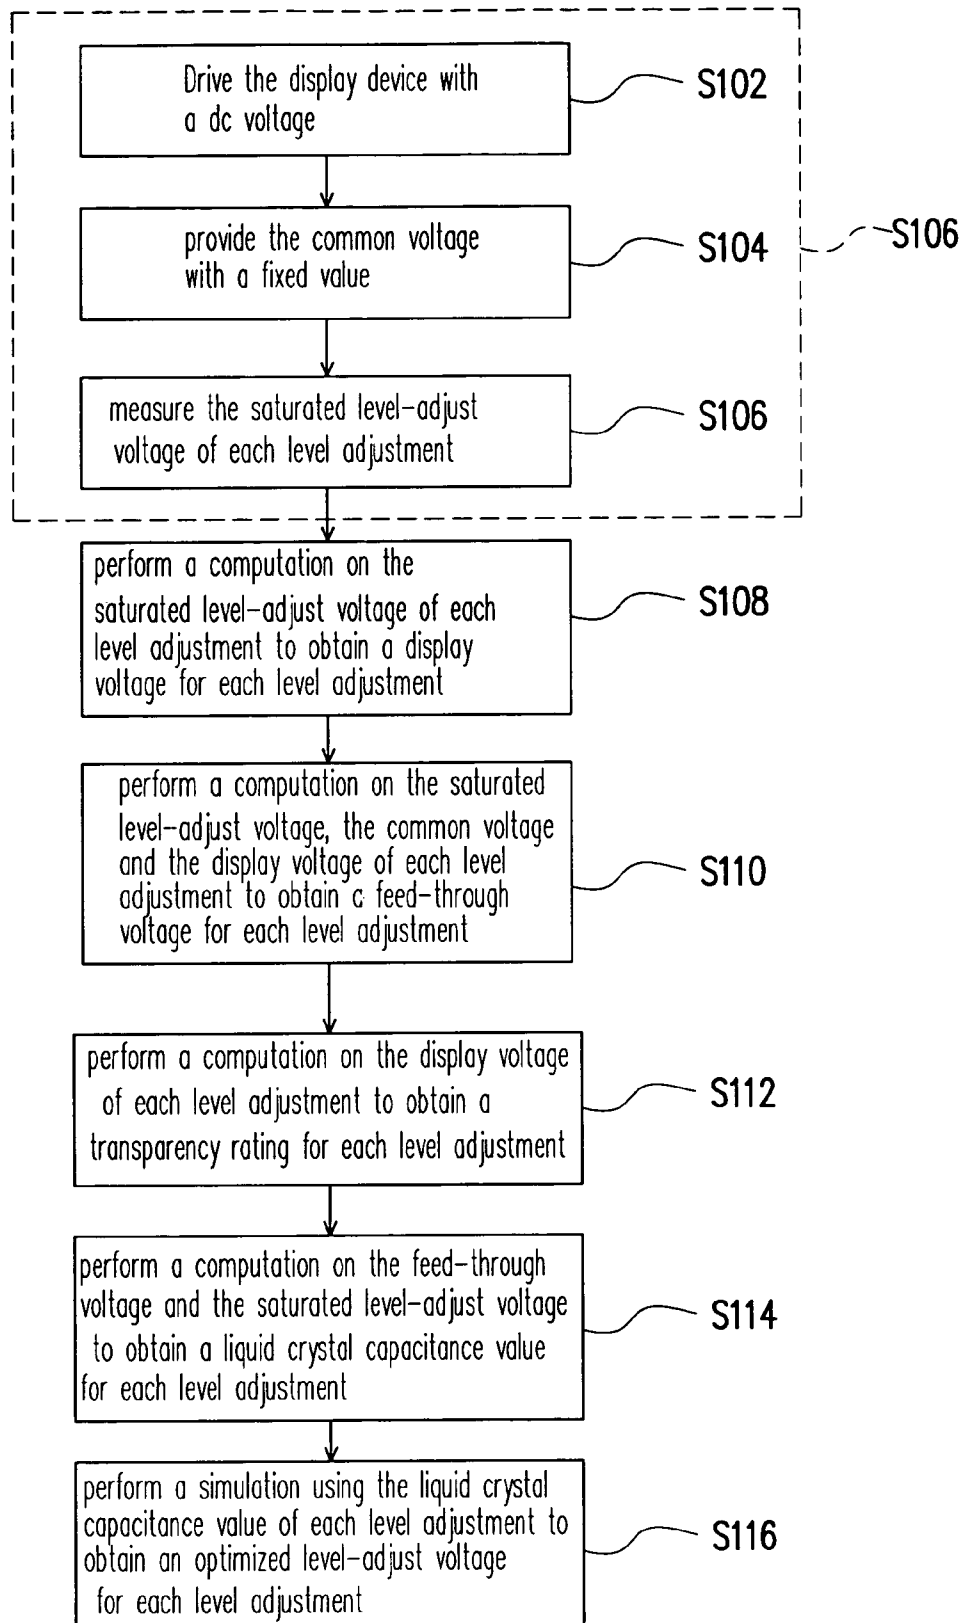 Drive the display device with
a dc voltage
S102
provide the common voltage
with a fixed value
S104
S106
measure the saturated level-adjust
voltage of each level adjustment
S106
perform a computation on the
saturated level-adjust voltage of each
level adjustment to obtain a display
voltage for each level adjustment
S108
perform a computation on the saturated
level-adjust voltage, the common voltage
and the display voltage of each level
adjustment to obtain a feed-through
voltage for each level adjustment
S110
perform a computation on the display voltage
of each level adjustment to obtain a
transparency rating for each level adjustment
S112
perform a computation on the feed-through
voltage and the saturated level-adjust voltage
to obtain a liquid crystal capacitance value
for each level adjustment
S114
perform a simulation using the liquid crystal
capacitance value of each level adjustment to
obtain an optimized level-adjust voltage
for each level adjustment
S116